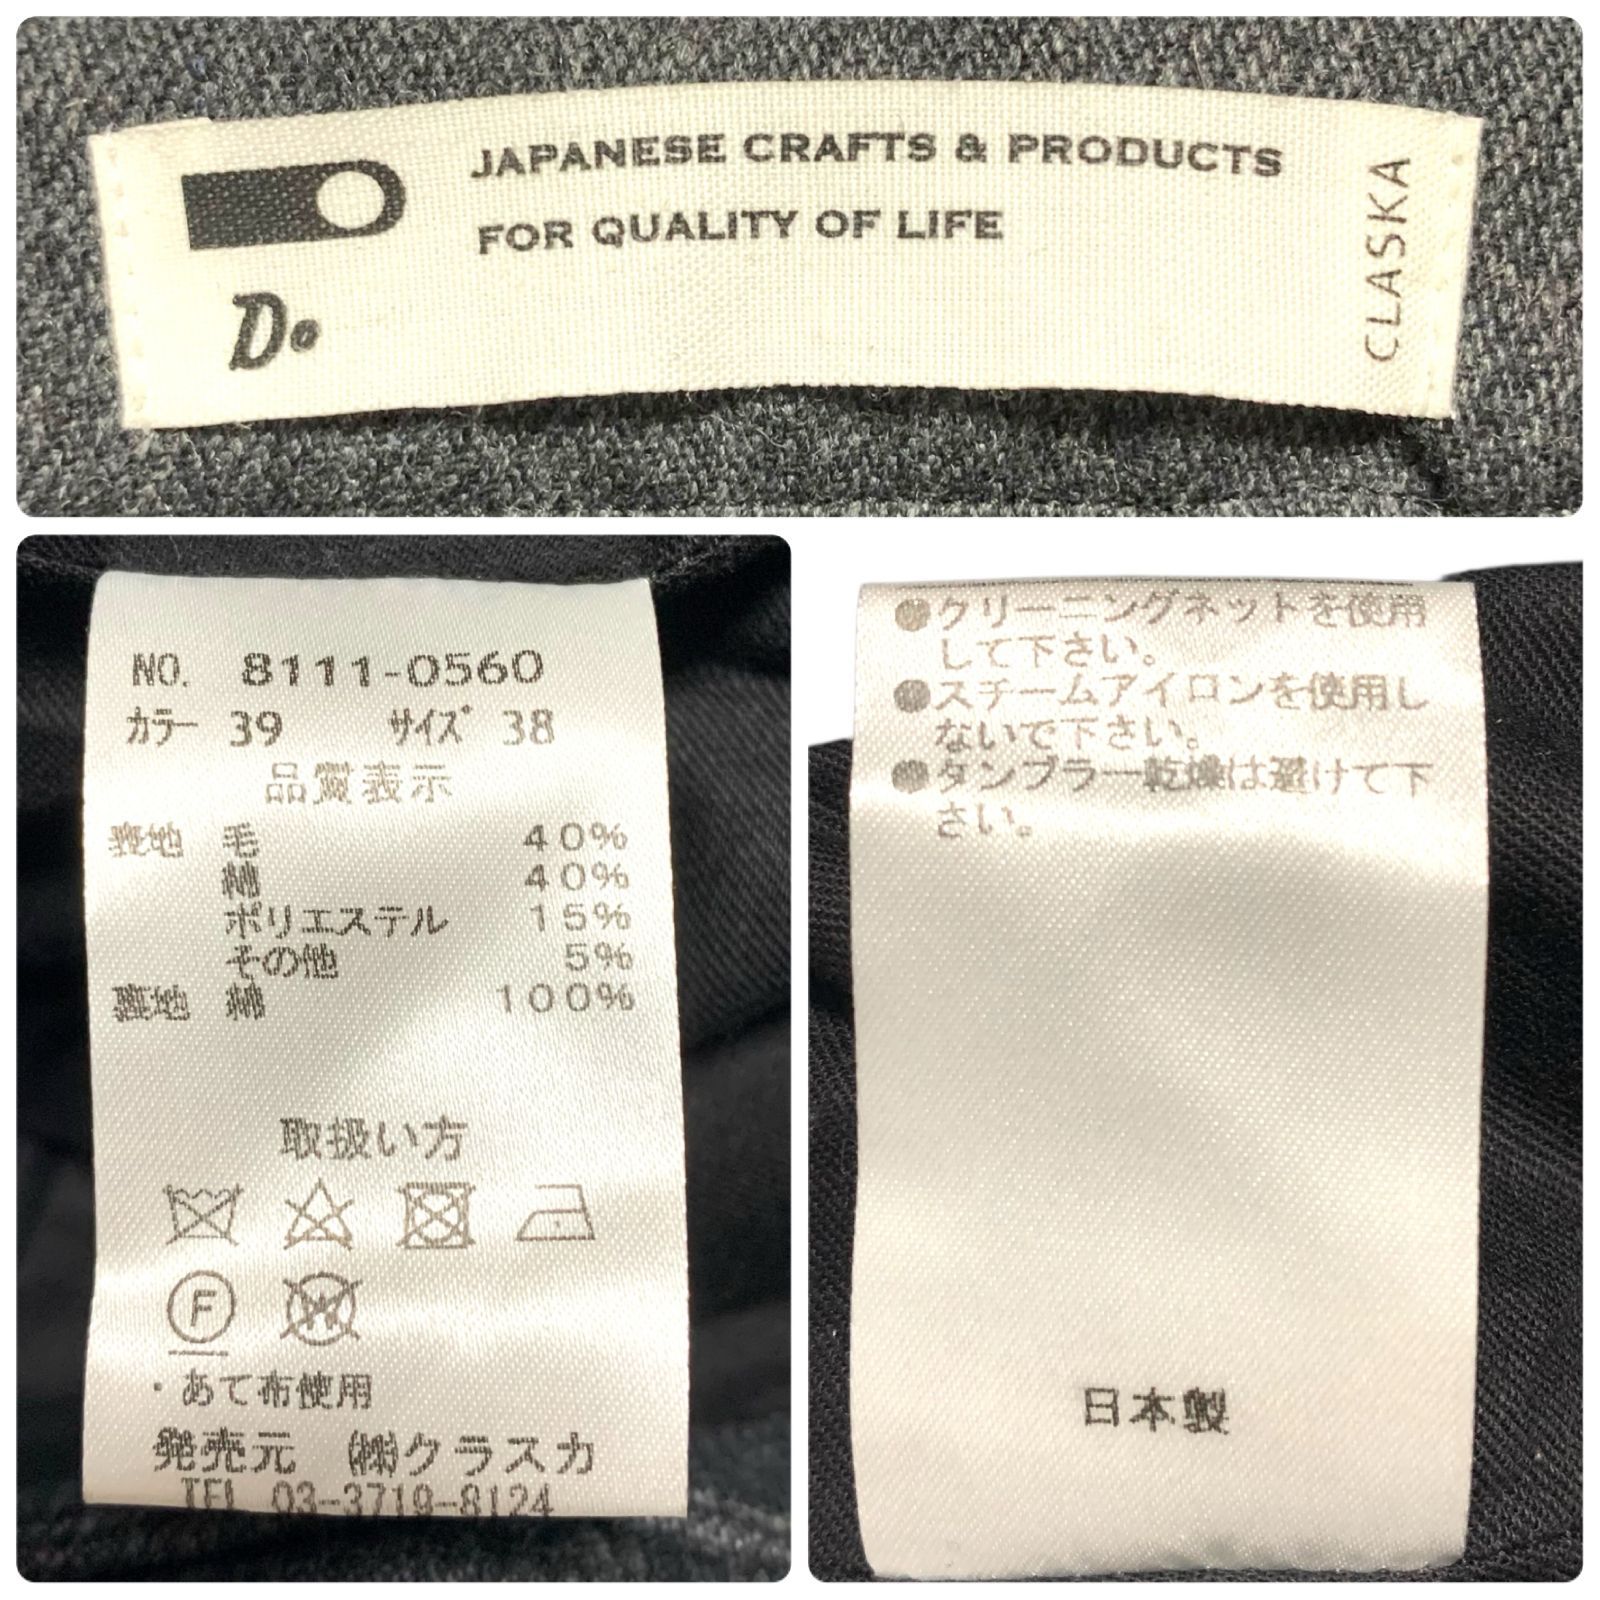 JAPANESE CRAFTS & PRODUCTS
FOR QUALITY OF LIFE
Do
CLASKA
NO. 8111-0560
カラー 39 サイズ 38
品質表示
表地 毛 40%
綿 40%
ポリエステル 15%
その他 5%
裏地 綿 100%
取扱い方
F
W
・あて布使用
発売元 ㈱クラスカ
TEL 03-3719-8124
●クリーニングネットを使用
して下さい。
●スチームアイロンを使用し
ないで下さい。
●タンブラー乾燥は避けて下
さい。
日本製